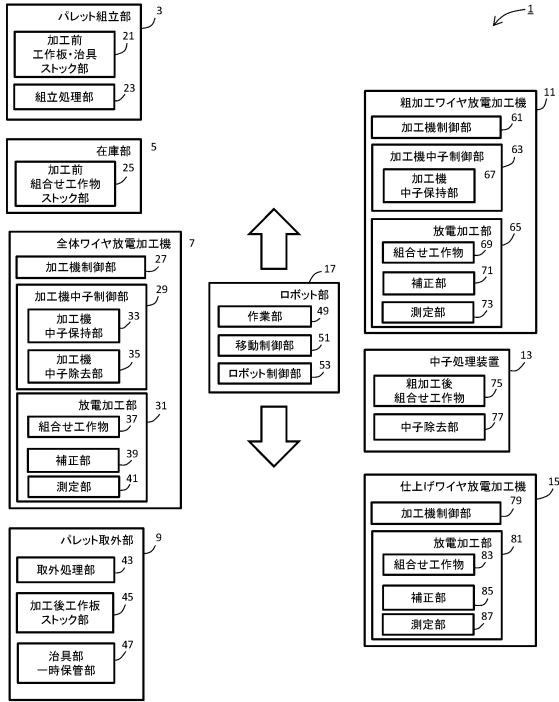 1
パレット組立部 3
加工前
工作板・治具
ストック部
21
組立処理部 23
在庫部 5
加工前
組合せ工作物
ストック部
25
全体ワイヤ放電加工機 7
加工機制御部 27
加工機中子制御部 29
加工機
中子保持部
33
加工機
中子除去部
35
放電加工部 31
組合せ工作物 37
補正部 39
測定部 41
パレット取外部 9
取外処理部 43
加工後工作板
ストック部
45
治具部
一時保管部
47
ロボット部 17
作業部 49
移動制御部 51
ロボット制御部 53
粗加工ワイヤ放電加工機 11
加工機制御部 61
加工機中子制御部 63
加工機
中子保持部
67
放電加工部 65
組合せ工作物 69
補正部 71
測定部 73
中子処理装置 13
粗加工後
組合せ工作物
75
中子除去部 77
仕上げワイヤ放電加工機 15
加工機制御部 79
放電加工部 81
組合せ工作物 83
補正部 85
測定部 87